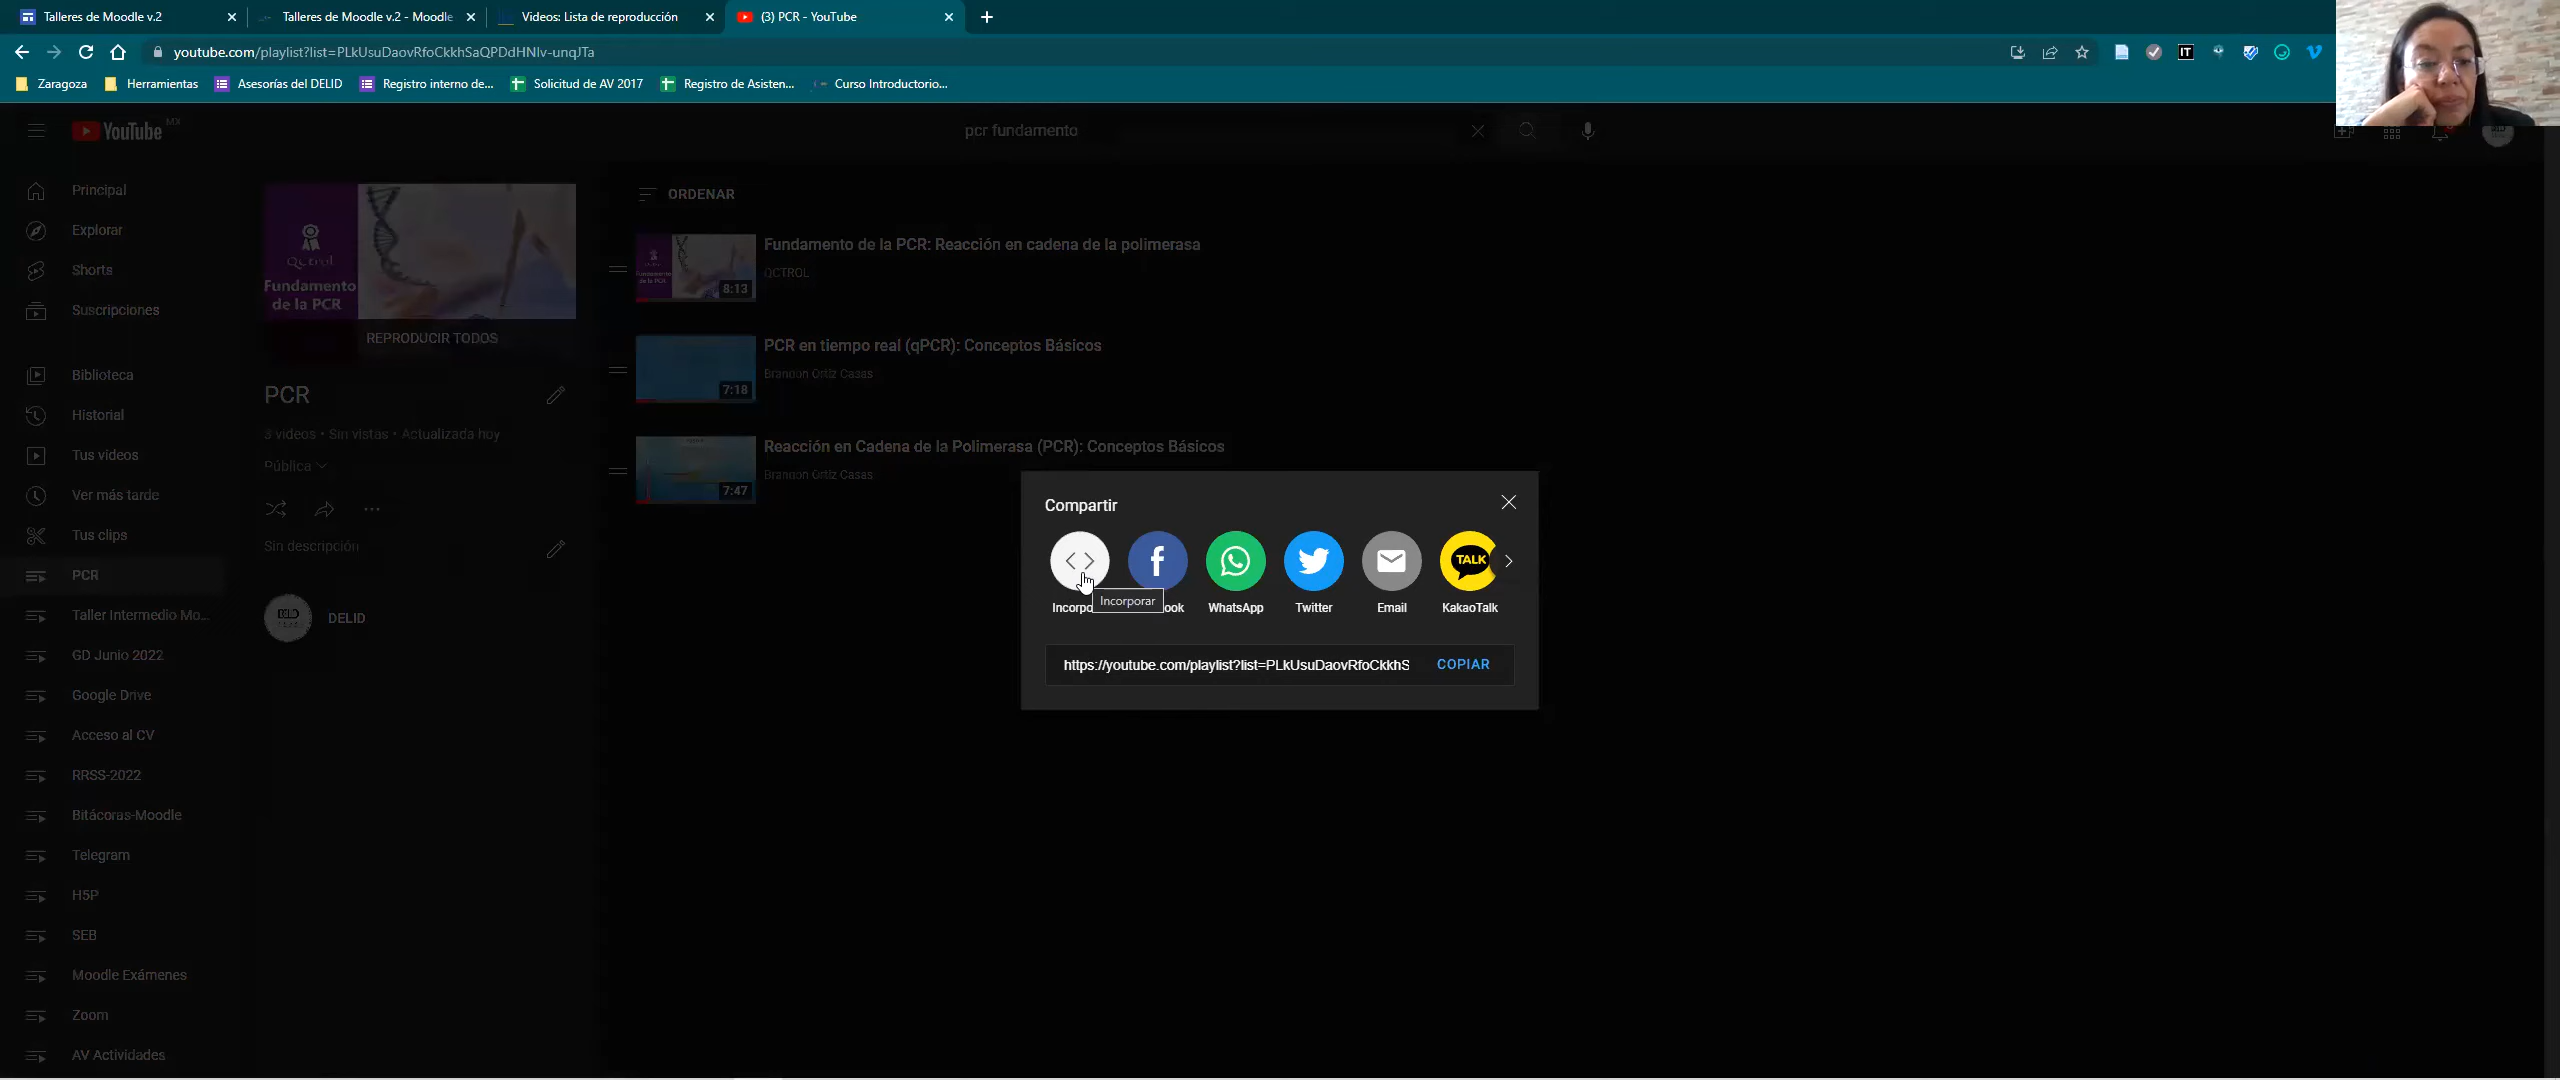 Talleres de Moodle v.2
Talleres de Moodle v.2 - Moodle
Videos: Lista de reproducción
(3) PCR - YouTube
youtube.com/playlist?list=PLkUsuDaovRfoCkkhSaQPDdHNlv-unqJTa
IT
Zaragoza
Herramientas
Asesorías del DELID
Registro interno de...
Solicitud de AV 2017
Registro de Asisten...
Curso Introductorio...
YouTube MX
pcr fundamento
Principal
Explorar
Shorts
Suscripciones
Biblioteca
Historial
Tus videos
Ver más tarde
Tus clips
PCR
Taller Intermedio Mo...
GD Junio 2022
Google Drive
Acceso al CV
RRSS-2022
Bitácoras-Moodle
Telegram
H5P
SEB
Moodle Exámenes
Zoom
AV Actividades
Qctrol
Fundamento
de la PCR
REPRODUCIR TODOS
PCR
3 videos • Sin vistas • Actualizada hoy
Pública
Sin descripción
DELID
ORDENAR
Fundamento de la PCR: Reacción en cadena de la polimerasa
QCTROL
8:13
PCR en tiempo real (qPCR): Conceptos Básicos
Brandon Ortiz Casas
7:18
Reacción en Cadena de la Polimerasa (PCR): Conceptos Básicos
Brandon Ortiz Casas
7:47
Compartir
TALK
Incorpo
ook
WhatsApp
Twitter
Email
KakaoTalk
Incorporar
https://youtube.com/playlist?list=PLkUsuDaovRfoCkkhS
COPIAR